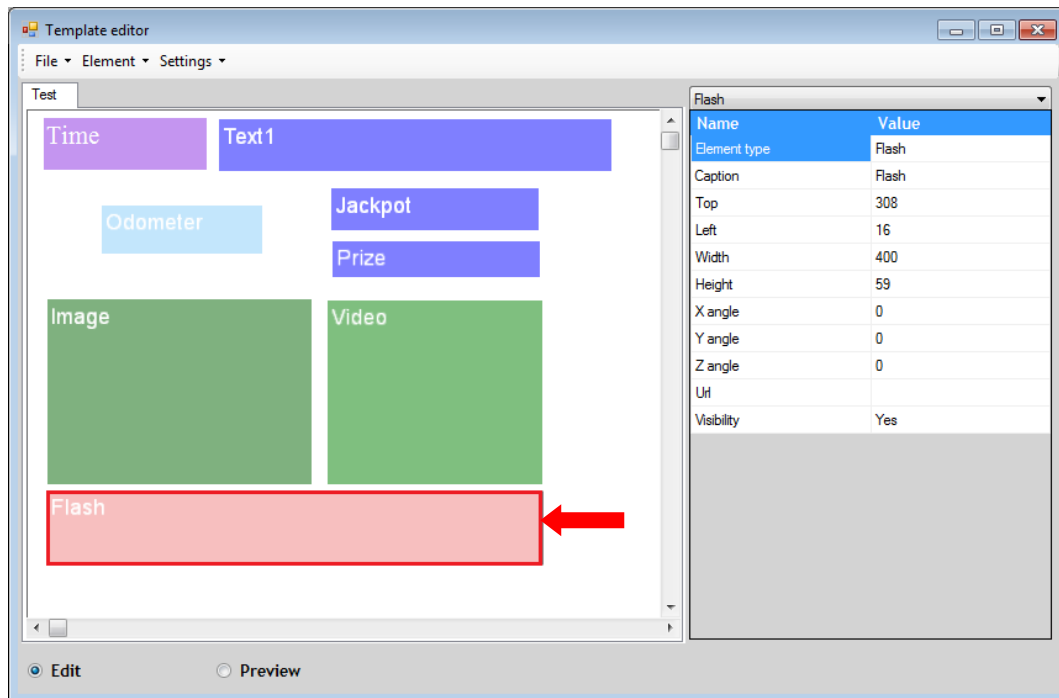 Template editor
File Element Settings
Test
Time
Text1
Odometer
Jackpot
Prize
Image
Video
Flash
Flash
Name Value
Element type Flash
Caption Flash
Top 308
Left 16
Width 400
Height 59
X angle 0
Y angle 0
Z angle 0
Url
Visibility Yes
Edit Preview